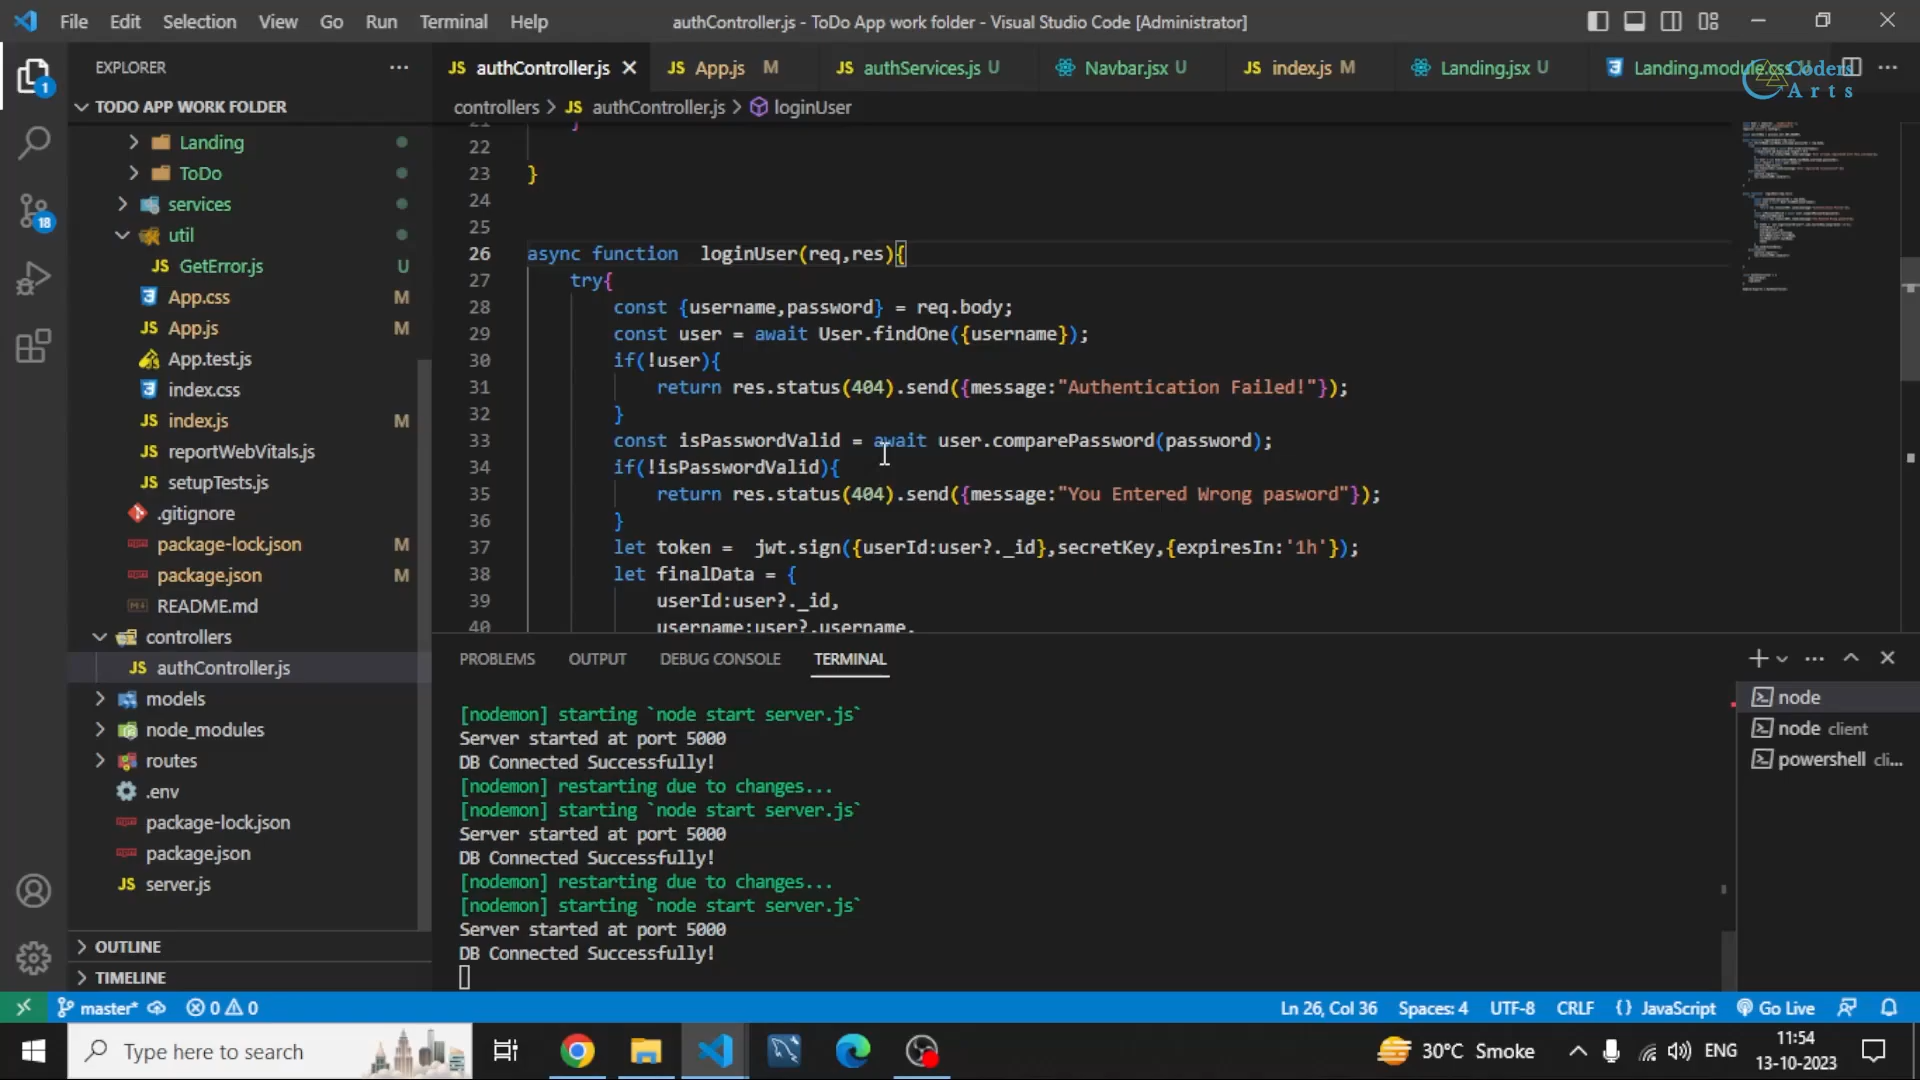 File Edit Selection View Go Run Terminal Help
authController.js - ToDo App work folder - Visual Studio Code [Administrator]
EXPLORER
TODO APP WORK FOLDER
Landing
ToDo
services
util
JS GetError.js U
App.css M
JS App.js M
App.test.js
index.css
JS index.js M
JS reportWebVitals.js
JS setupTests.js
.gitignore
package-lock.json M
package.json M
README.md
controllers
JS authController.js
models
node_modules
routes
.env
package-lock.json
package.json
JS server.js
OUTLINE
TIMELINE
JS authController.js
JS App.js M
JS authServices.js U
Navbar.jsx U
JS index.js M
Landing.jsx U
Landing.module.css
Coders
Arts
controllers > JS authController.js > loginUser
21 }
22
23 }
24
25
26 async function  loginUser(req,res){
27 try{
28 const {username,password} = req.body;
29 const user = await User.findOne({username});
30 if(!user){
31 return res.status(404).send({message:"Authentication Failed!"});
32 }
33 const isPasswordValid = await user.comparePassword(password);
34 if(!isPasswordValid){
35 return res.status(404).send({message:"You Entered Wrong pasword"});
36 }
37 let token =  jwt.sign({userId:user?._id},secretKey,{expiresIn:'1h'});
38 let finalData = {
39 userId:user?._id,
40 username:user?.username,
PROBLEMS OUTPUT DEBUG CONSOLE TERMINAL
[nodemon] starting `node start server.js`
Server started at port 5000
DB Connected Successfully!
[nodemon] restarting due to changes...
[nodemon] starting `node start server.js`
Server started at port 5000
DB Connected Successfully!
[nodemon] restarting due to changes...
[nodemon] starting `node start server.js`
Server started at port 5000
DB Connected Successfully!
node
node client
powershell cli...
1
18
master* 0 0
Ln 26, Col 36 Spaces: 4 UTF-8 CRLF {} JavaScript Go Live
Type here to search
30°C Smoke
ENG
11:54
13-10-2023